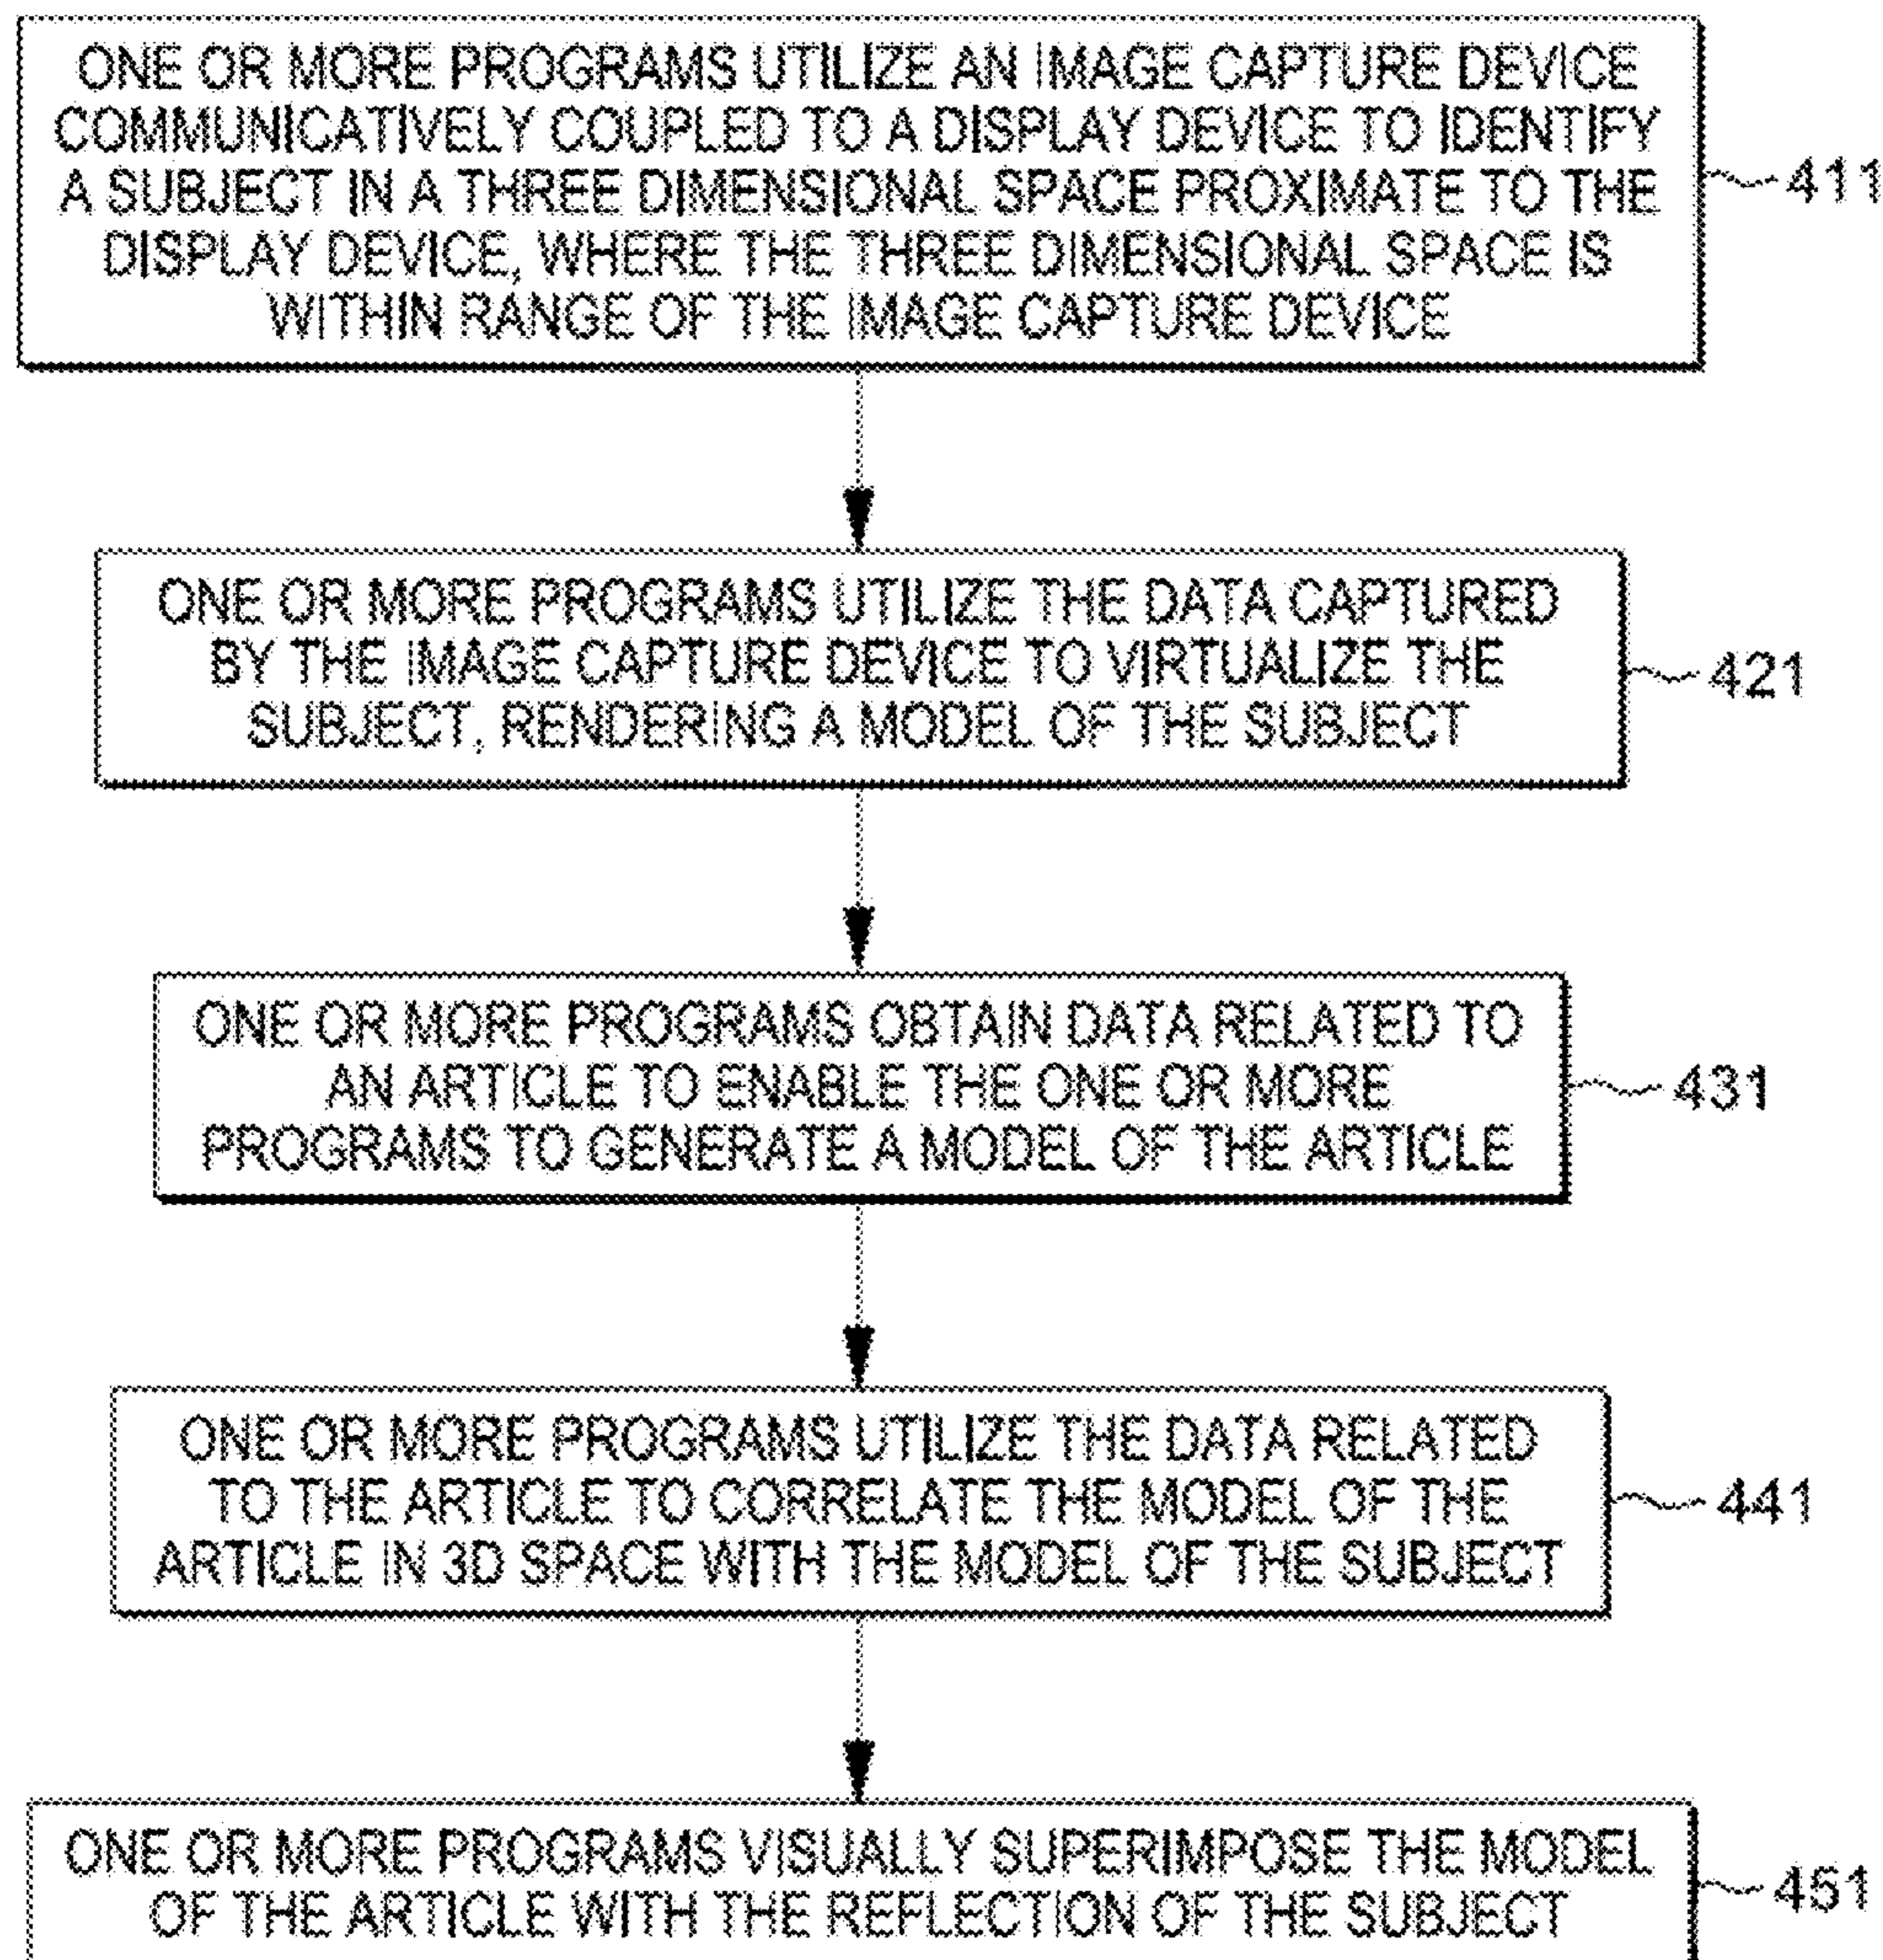 ONE OR MORE PROGRAMS UTILIZE AN IMAGE CAPTURE DEVICE
COMMUNICATIVELY COUPLED TO A DISPLAY DEVICE TO IDENTIFY
A SUBJECT IN A THREE DIMENSIONAL SPACE PROXIMATE TO THE
DISPLAY DEVICE, WHERE THE THREE DIMENSIONAL SPACE IS
WITHIN RANGE OF THE IMAGE CAPTURE DEVICE
411
ONE OR MORE PROGRAMS UTILIZE THE DATA CAPTURED
BY THE IMAGE CAPTURE DEVICE TO VIRTUALIZE THE
SUBJECT, RENDERING A MODEL OF THE SUBJECT
421
ONE OR MORE PROGRAMS OBTAIN DATA RELATED TO
AN ARTICLE TO ENABLE THE ONE OR MORE
PROGRAMS TO GENERATE A MODEL OF THE ARTICLE
431
ONE OR MORE PROGRAMS UTILIZE THE DATA RELATED
TO THE ARTICLE TO CORRELATE THE MODEL OF THE
ARTICLE IN 3D SPACE WITH THE MODEL OF THE SUBJECT
441
ONE OR MORE PROGRAMS VISUALLY SUPERIMPOSE THE MODEL
OF THE ARTICLE WITH THE REFLECTION OF THE SUBJECT
451